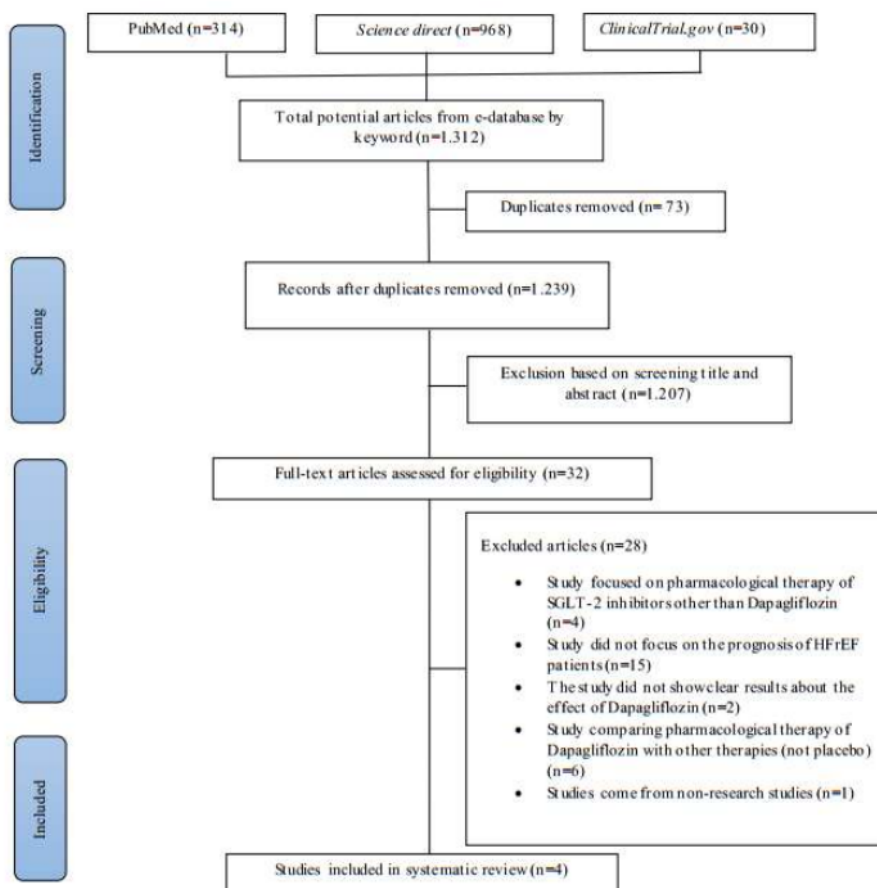 PubMed (n=314)
Science direct (n=968)
ClinicalTrial.gov (n=30)
Identification
Total potential articles from e-database by
keyword (n=1.312)
Duplicates removed (n= 73)
Screening
Records after duplicates removed (n=1.239)
Exclusion based on screening title and
abstract (n=1.207)
Eligibility
Full-text articles assessed for eligibility (n=32)
Excluded articles (n=28)
• Study focused on pharmacological therapy of
SGLT-2 inhibitors other than Dapagliflozin
(n=4)
• Study did not focus on the prognosis of HFrEF
patients (n=15)
• The study did not show clear results about the
effect of Dapagliflozin (n=2)
• Study comparing pharmacological therapy of
Dapagliflozin with other therapies (not placebo)
(n=6)
• Studies come from non-research studies (n=1)
Included
Studies included in systematic review (n=4)